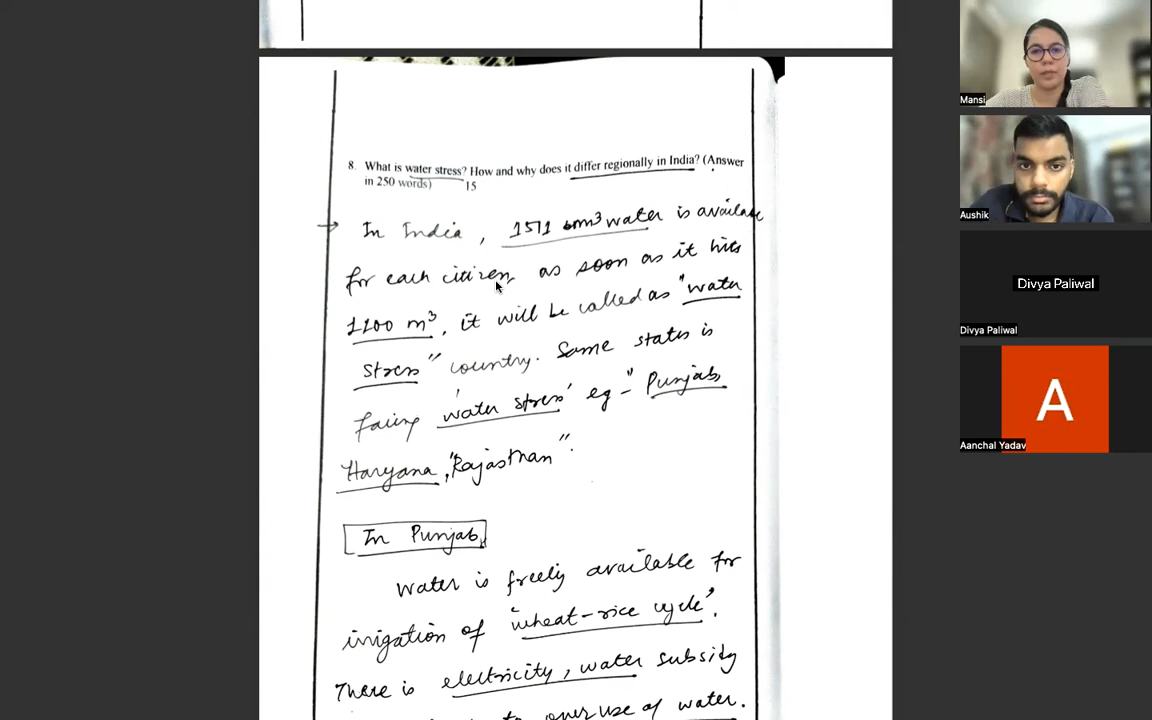 8. What is water stress? How and why does it differ regionally in India? (Answer
in 250 words) 15
In India, 1571 m³ water is available
for each citizen as soon as it hits
1100 m³, it will be called as "water
stress" country. Some states is
facing 'water stress' eg - "Punjab,
Haryana, "Rajasthan".
In Punjab,
Water is freely available for
irrigation of 'wheat-rice cycle'.
There is electricity, water subsidy
to over use of water.
Mansi
Aushik
Divya Paliwal
Divya Paliwal
A
Aanchal Yadav